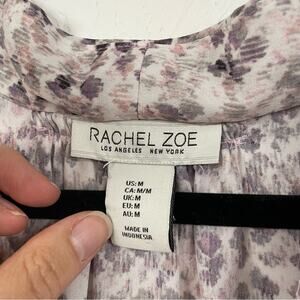 RACHEL ZOE
LOS ANGELES NEW YORK
US: M
CA: M/M
UK: M
EU: M
AU: M
MADE IN
INDONESIA